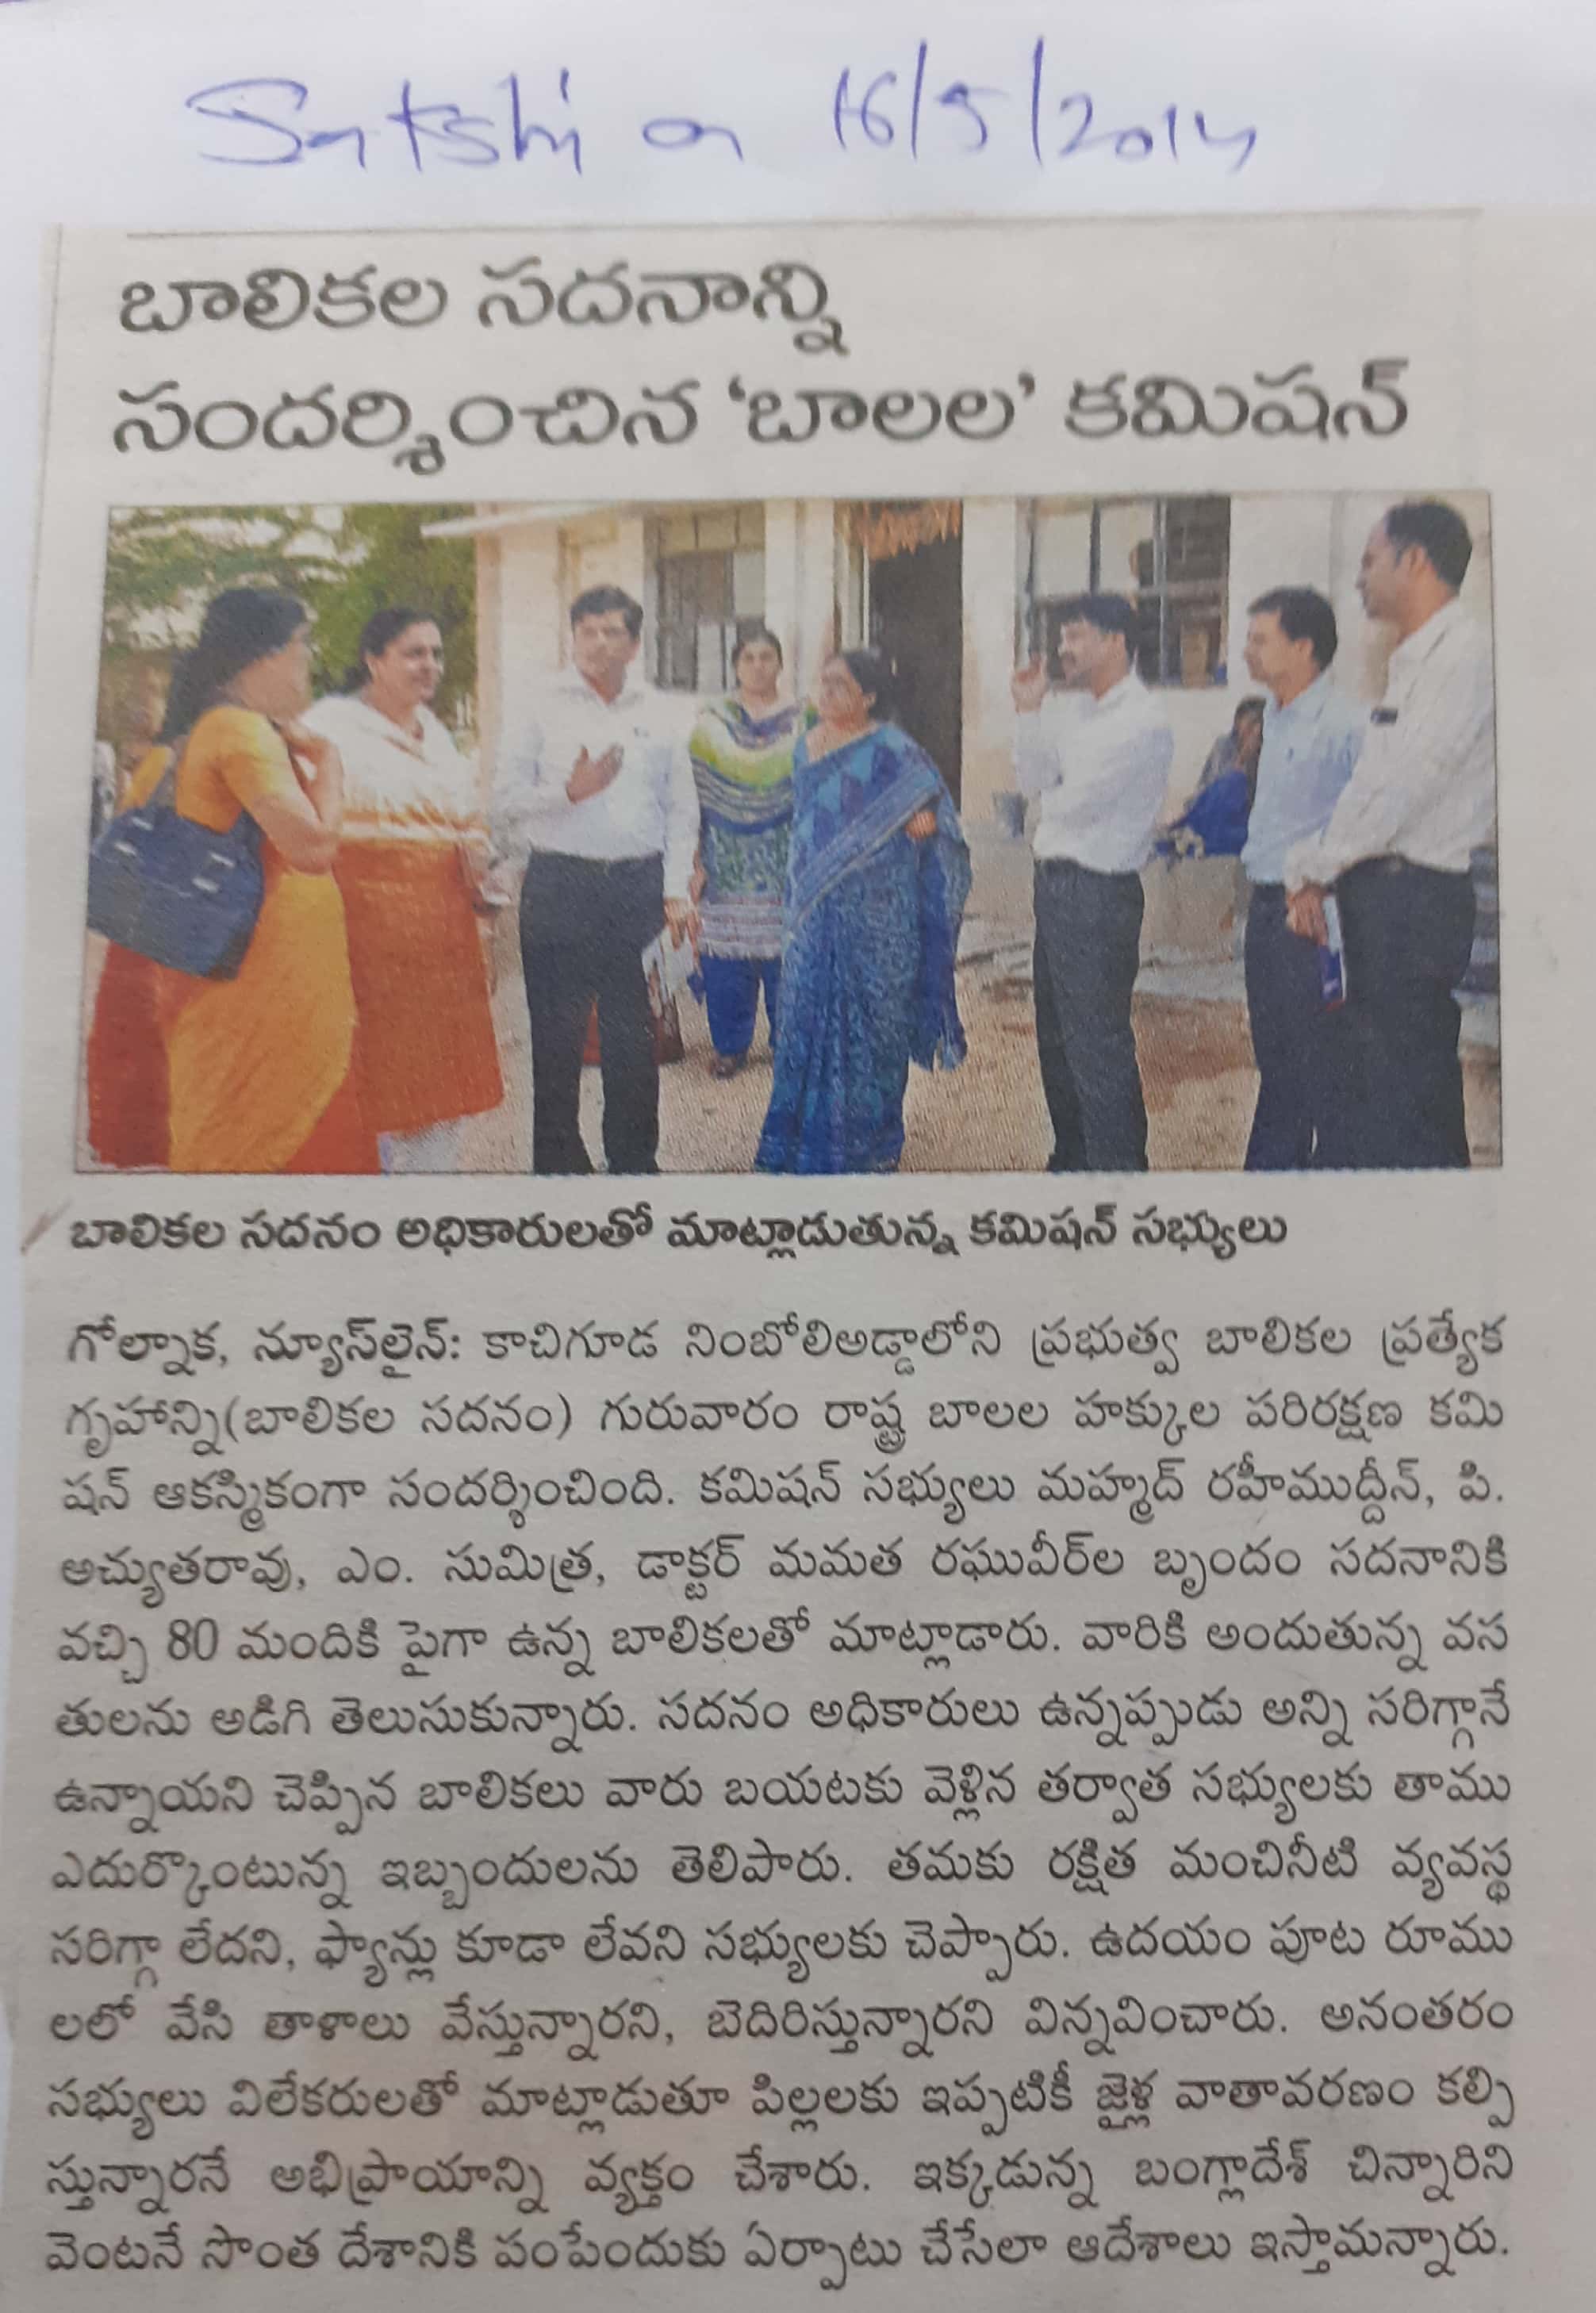 Sakshi on 16/5/2014
బాలికల సదనాన్ని
సందర్శించిన ‘బాలల’ కమిషన్
బాలికల సదనం అధికారులతో మాట్లాడుతున్న కమిషన్ సభ్యులు
గోల్నాక, న్యూస్‌లైన్: కాచిగూడ నింబోలిఅడ్డాలోని ప్రభుత్వ బాలికల ప్రత్యేక
గృహాన్ని(బాలికల సదనం) గురువారం రాష్ట్ర బాలల హక్కుల పరిరక్షణ కమి
షన్ ఆకస్మికంగా సందర్శించింది. కమిషన్ సభ్యులు మహ్మద్ రహీముద్దీన్, పి.
అచ్యుతరావు, ఎం. సుమిత్ర, డాక్టర్ మమత రఘువీర్‌ల బృందం సదనానికి
వచ్చి 80 మందికి పైగా ఉన్న బాలికలతో మాట్లాడారు. వారికి అందుతున్న వస
తులను అడిగి తెలుసుకున్నారు. సదనం అధికారులు ఉన్నప్పుడు అన్ని సరిగ్గానే
ఉన్నాయని చెప్పిన బాలికలు వారు బయటకు వెళ్లిన తర్వాత సభ్యులకు తాము
ఎదుర్కొంటున్న ఇబ్బందులను తెలిపారు. తమకు రక్షిత మంచినీటి వ్యవస్థ
సరిగ్గా లేదని, ఫ్యాన్లు కూడా లేవని సభ్యులకు చెప్పారు. ఉదయం పూట రూము
లలో వేసి తాళాలు వేస్తున్నారని, బెదిరిస్తున్నారని విన్నవించారు. అనంతరం
సభ్యులు విలేకరులతో మాట్లాడుతూ పిల్లలకు ఇప్పటికీ జైళ్ల వాతావరణం కల్పి
స్తున్నారనే అభిప్రాయాన్ని వ్యక్తం చేశారు. ఇక్కడున్న బంగ్లాదేశ్ చిన్నారిని
వెంటనే సొంత దేశానికి పంపేందుకు ఏర్పాటు చేసేలా ఆదేశాలు ఇస్తామన్నారు.